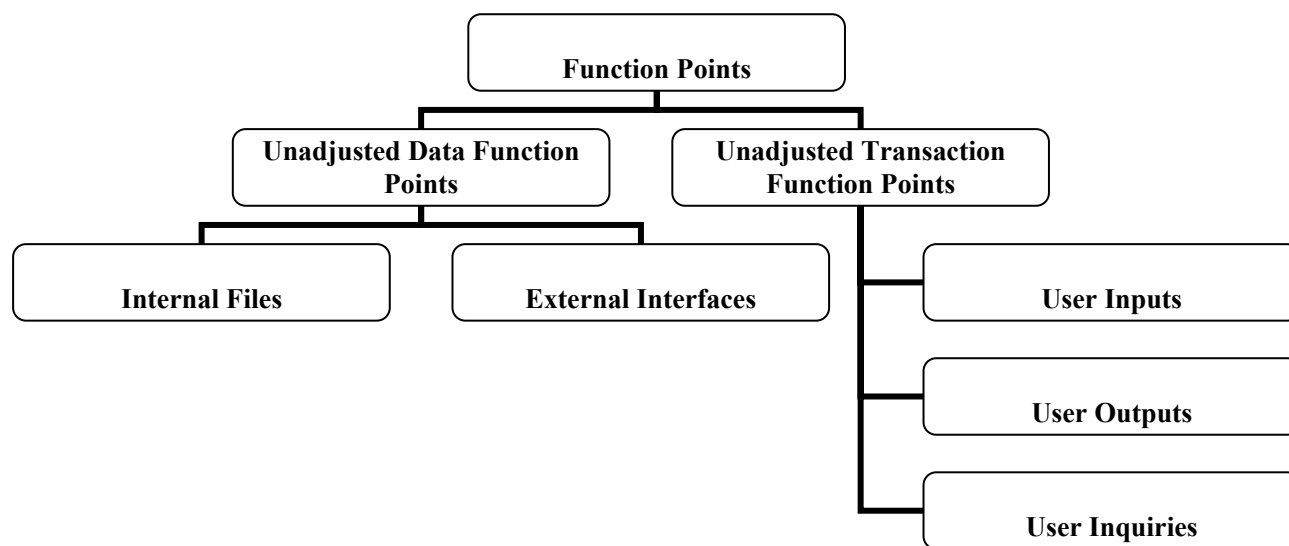 Function Points
Unadjusted Data Function
Points
Unadjusted Transaction
Function Points
Internal Files
External Interfaces
User Inputs
User Outputs
User Inquiries